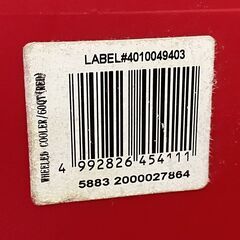 LABEL#4010049403
WHEELED COOLER/60QT(RED)
4 992826 454111
5883 2000027864